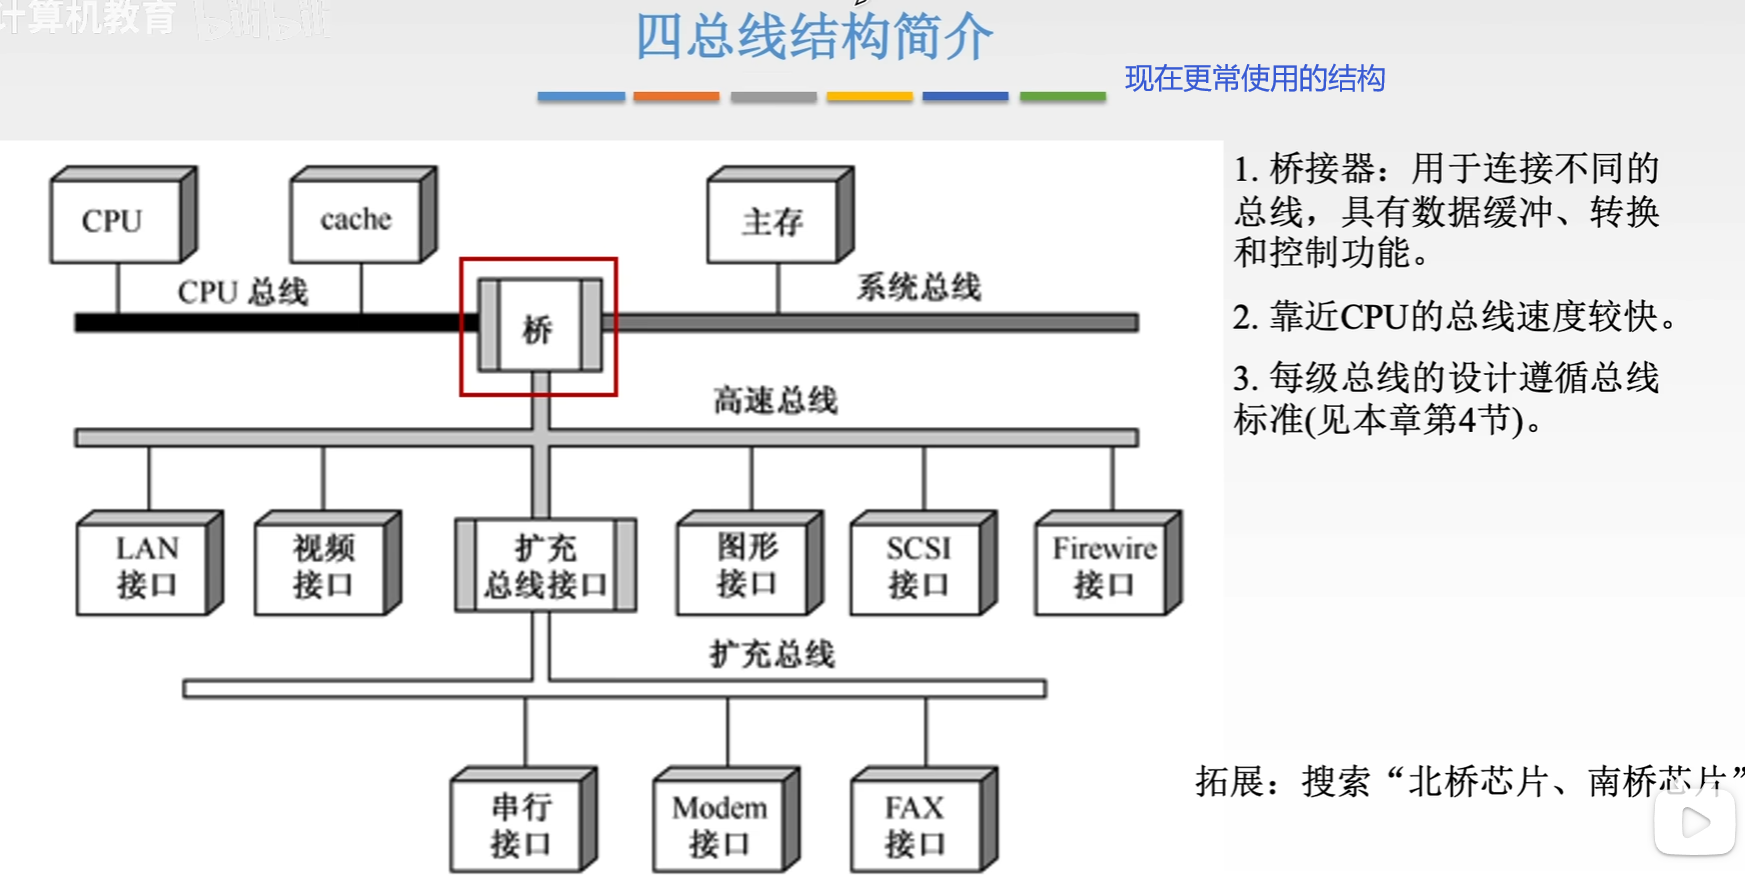 计算机教育 bilibili
四总线结构简介
现在更常使用的结构
CPU
cache
主存
CPU 总线
桥
系统总线
高速总线
LAN
接口
视频
接口
扩充
总线接口
图形
接口
SCSI
接口
Firewire
接口
扩充总线
串行
接口
Modem
接口
FAX
接口
1. 桥接器：用于连接不同的
总线，具有数据缓冲、转换
和控制功能。
2. 靠近CPU的总线速度较快。
3. 每级总线的设计遵循总线
标准(见本章第4节)。
拓展：搜索“北桥芯片、南桥芯片”